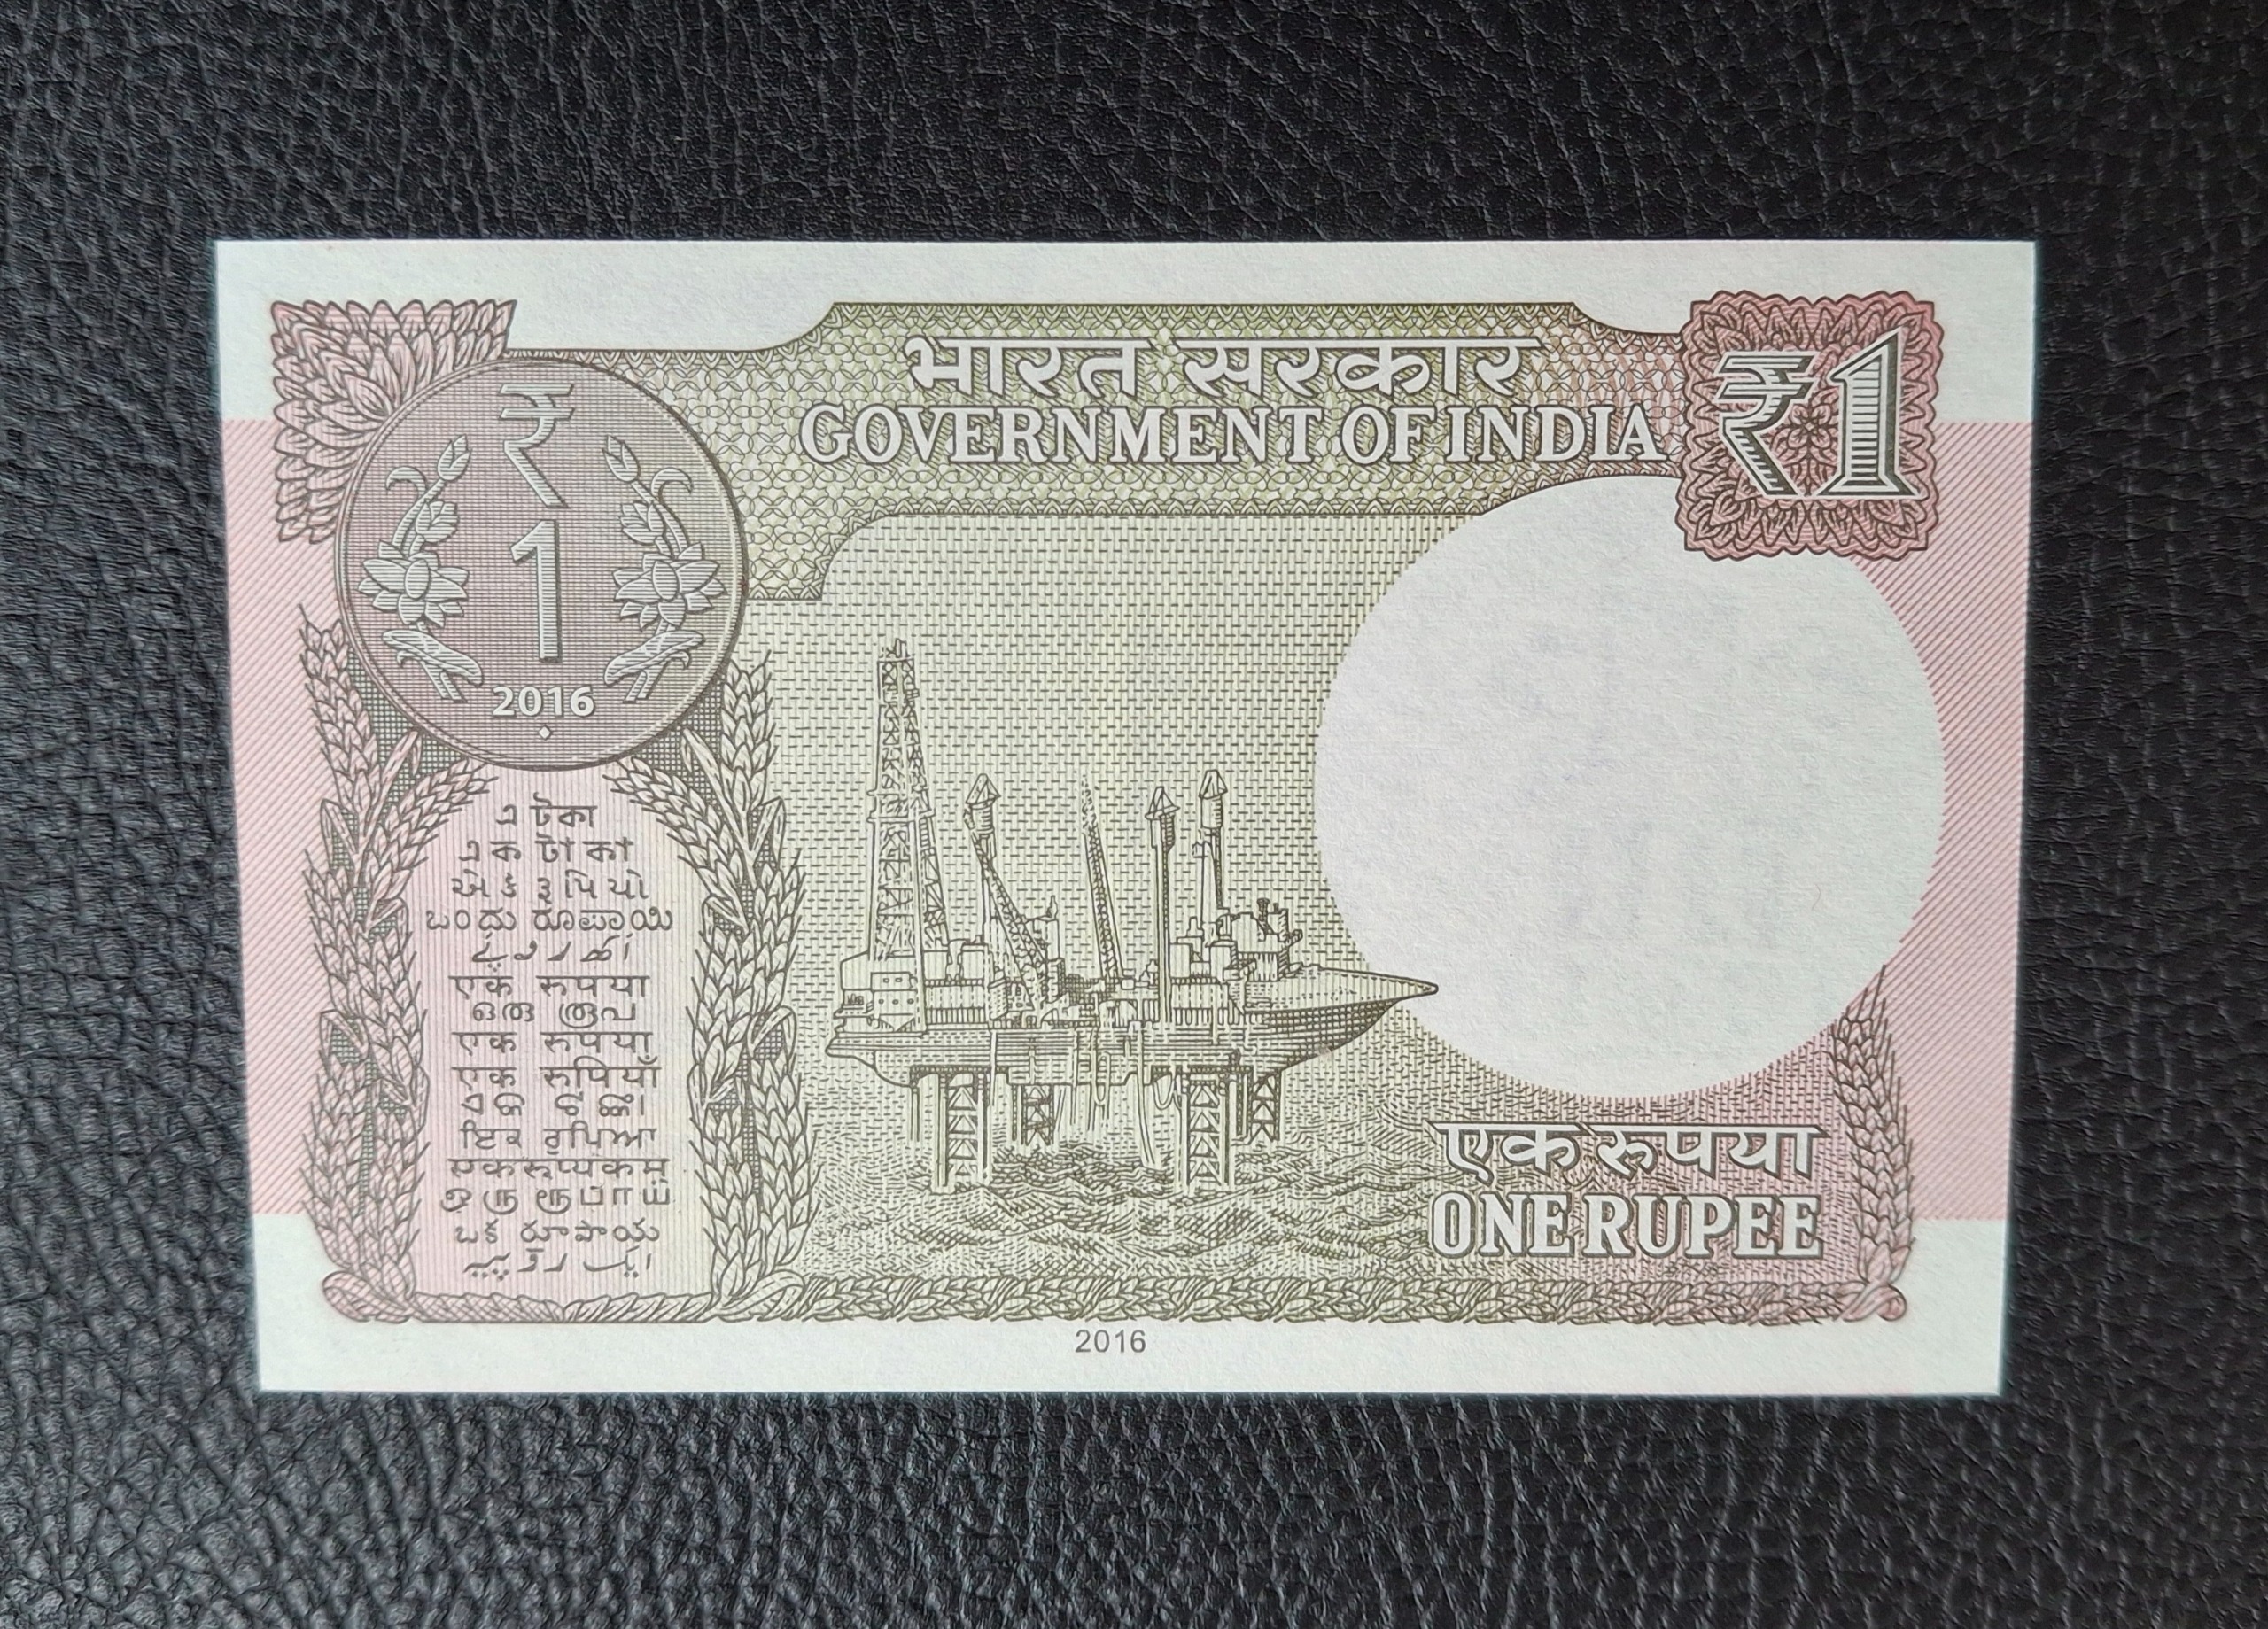 भारत सरकार
GOVERNMENT OF INDIA
₹1
₹
1
2016
এ টকা
এক টাকা
એક રૂપિયો
ಒಂದು ರೂಪಾಯಿ
एक रुपया
ഒരു രൂപ
एक रुपया
एक रुपियाँ
ଏକ ଟଙ୍କା
ਇਕ ਰੁਪਿਆ
एकरूप्यकम्
ஒரு ரூபாய்
ఒక రూపాయి
ایک روپیہ
एक रुपया
ONE RUPEE
2016